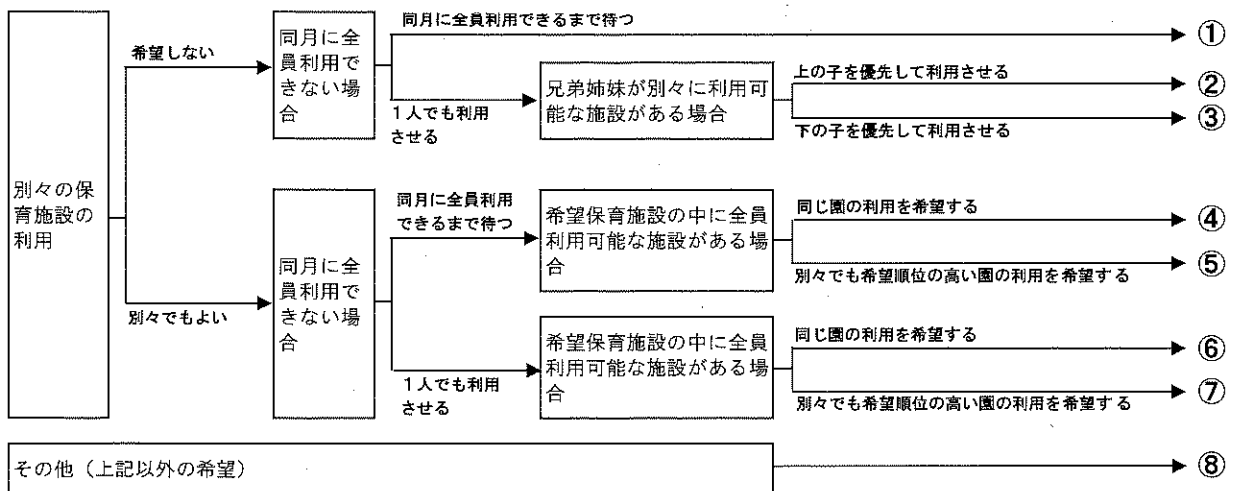 別々の保
育施設の
利用
希望しない
同月に全
員利用で
きない場
合
同月に全員利用できるまで待つ
①
1人でも利用
させる
兄弟姉妹が別々に利用可
能な施設がある場合
上の子を優先して利用させる
②
下の子を優先して利用させる
③
別々でもよい
同月に全
員利用で
きない場
合
同月に全員利用
できるまで待つ
希望保育施設の中に全員
利用可能な施設がある場
合
同じ園の利用を希望する
④
別々でも希望順位の高い園の利用を希望する
⑤
1人でも利用
させる
希望保育施設の中に全員
利用可能な施設がある場
合
同じ園の利用を希望する
⑥
別々でも希望順位の高い園の利用を希望する
⑦
その他（上記以外の希望）
⑧